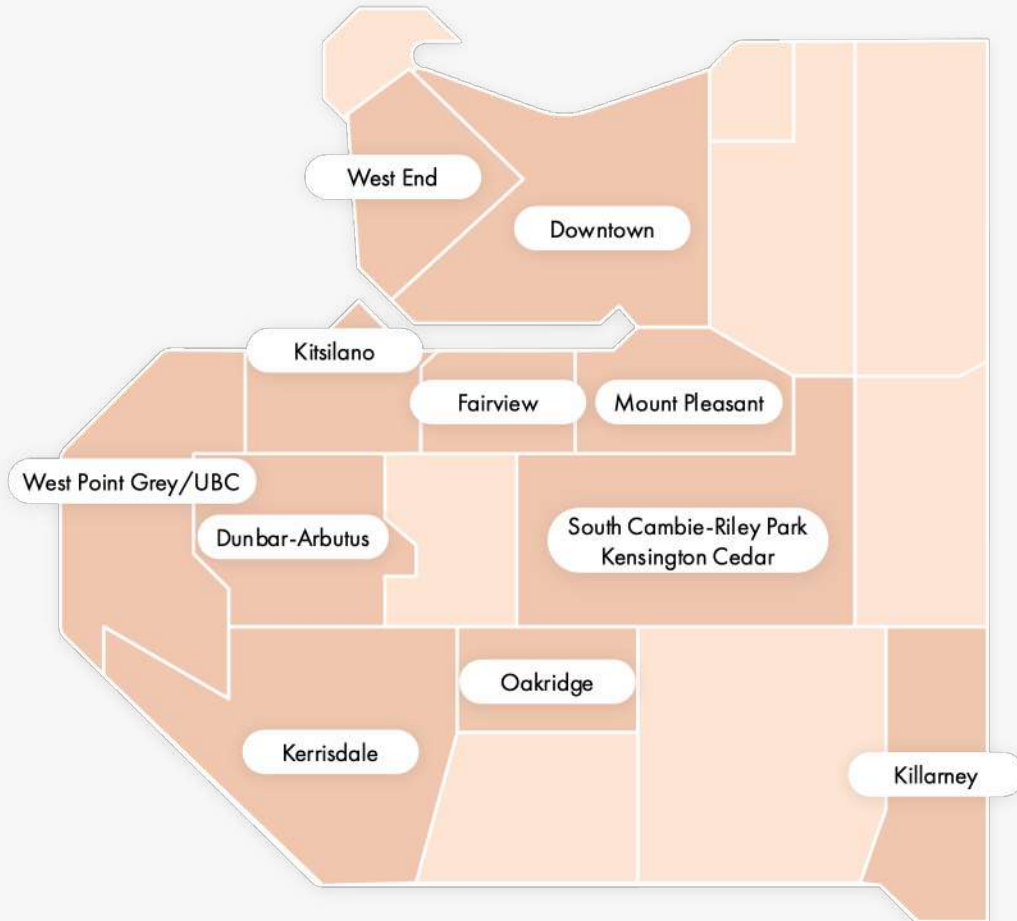 West End
Downtown
Kitsilano
Fairview
Mount Pleasant
West Point Grey/UBC
Dunbar-Arbutus
South Cambie-Riley Park
Kensington Cedar
Oakridge
Kerrisdale
Killarney